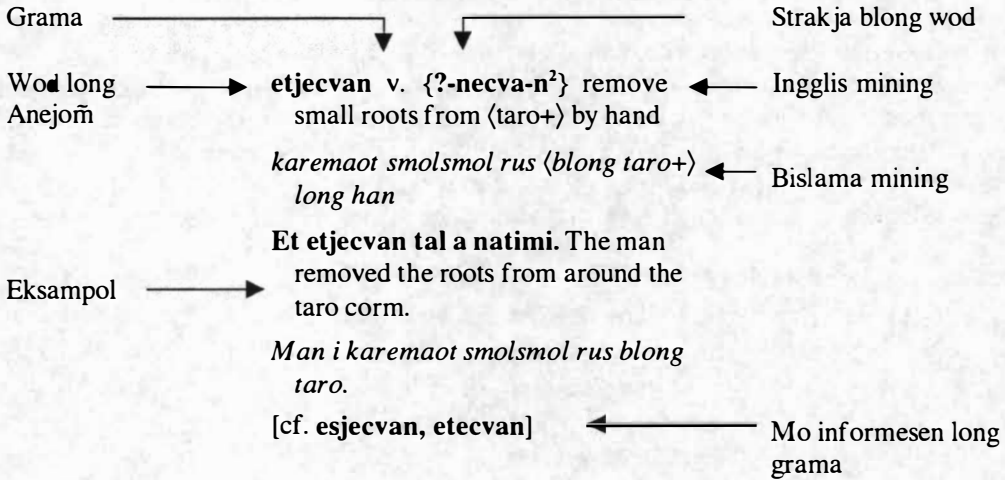 Grama
Strakja blong wod
Wod long
Anejom̃
etjecvan v. {?-necva-n²} remove
small roots from ⟨taro+⟩ by hand
Ingglis mining
karemaot smolsmol rus ⟨blong taro+⟩
long han
Bislama mining
Et etjecvan tal a natimi. The man
removed the roots from around the
taro corm.
Eksampol
Man i karemaot smolsmol rus blong
taro.
[cf. esjecvan, etecvan]
Mo informesen long
grama